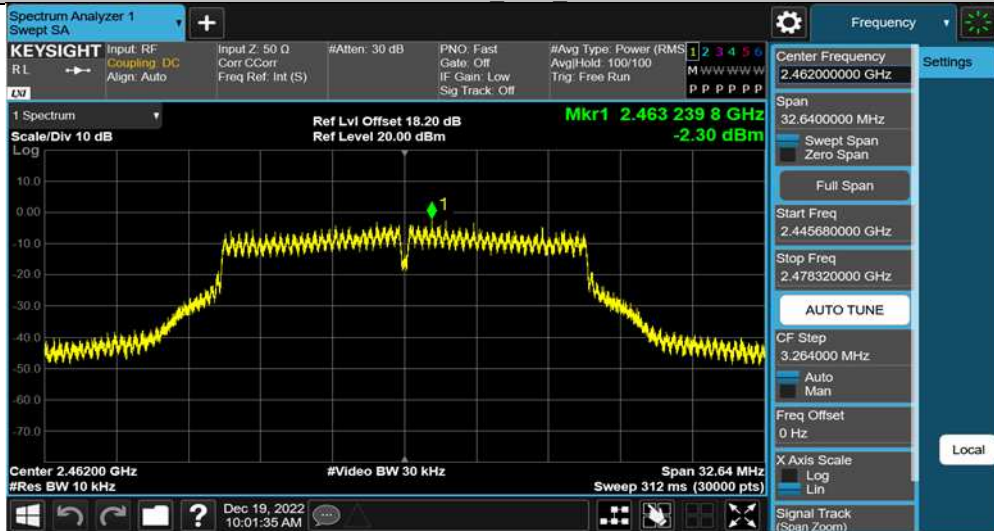 Spectrum Analyzer 1
Swept SA
Frequency
KEYSIGHT
RL
LXI
Input: RF
Coupling: DC
Align: Auto
Input Z: 50 Ω
Corr CCorr
Freq Ref: Int (S)
#Atten: 30 dB
PNO: Fast
Gate: Off
IF Gain: Low
Sig Track: Off
#Avg Type: Power (RMS
Avg|Hold: 100/100
Trig: Free Run
1 2 3 4 5 6
M W W W W W
P P P P P P
1 Spectrum
Scale/Div 10 dB
Log
Ref Lvl Offset 18.20 dB
Ref Level 20.00 dBm
Mkr1 2.463 239 8 GHz
-2.30 dBm
1
10.0
0.00
-10.0
-20.0
-30.0
-40.0
-50.0
-60.0
-70.0
Center 2.46200 GHz
#Res BW 10 kHz
#Video BW 30 kHz
Span 32.64 MHz
Sweep 312 ms (30000 pts)
?
Dec 19, 2022
10:01:35 AM
Center Frequency
2.462000000 GHz
Span
32.6400000 MHz
Swept Span
Zero Span
Full Span
Start Freq
2.445680000 GHz
Stop Freq
2.478320000 GHz
AUTO TUNE
CF Step
3.264000 MHz
Auto
Man
Freq Offset
0 Hz
X Axis Scale
Log
Lin
Signal Track
(Span Zoom)
Settings
Local